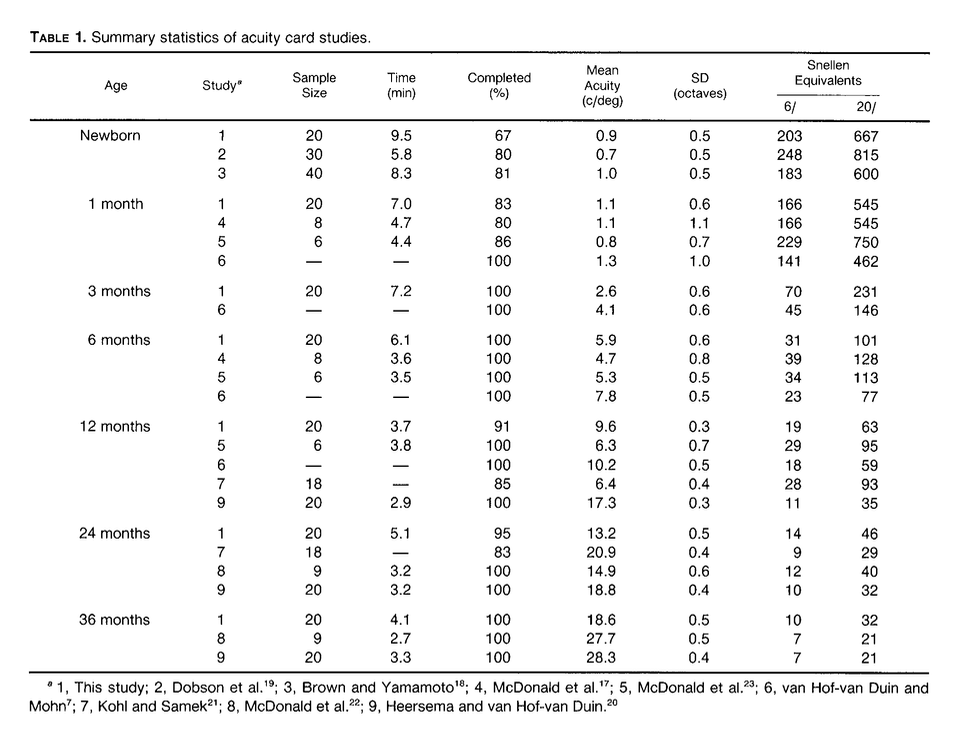 TABLE 1. Summary statistics of acuity card studies.
Age Studyᵃ Sample Size Time (min) Completed (%) Mean Acuity (c/deg) SD (octaves) Snellen Equivalents
6/ 20/
Newborn 1 20 9.5 67 0.9 0.5 203 667
2 30 5.8 80 0.7 0.5 248 815
3 40 8.3 81 1.0 0.5 183 600
1 month 1 20 7.0 83 1.1 0.6 166 545
4 8 4.7 80 1.1 1.1 166 545
5 6 4.4 86 0.8 0.7 229 750
6 — — 100 1.3 1.0 141 462
3 months 1 20 7.2 100 2.6 0.6 70 231
6 — — 100 4.1 0.6 45 146
6 months 1 20 6.1 100 5.9 0.6 31 101
4 8 3.6 100 4.7 0.8 39 128
5 6 3.5 100 5.3 0.5 34 113
6 — — 100 7.8 0.5 23 77
12 months 1 20 3.7 91 9.6 0.3 19 63
5 6 3.8 100 6.3 0.7 29 95
6 — — 100 10.2 0.5 18 59
7 18 — 85 6.4 0.4 28 93
9 20 2.9 100 17.3 0.3 11 35
24 months 1 20 5.1 95 13.2 0.5 14 46
7 18 — 83 20.9 0.4 9 29
8 9 3.2 100 14.9 0.6 12 40
9 20 3.2 100 18.8 0.4 10 32
36 months 1 20 4.1 100 18.6 0.5 10 32
8 9 2.7 100 27.7 0.5 7 21
9 20 3.3 100 28.3 0.4 7 21
ᵃ 1, This study; 2, Dobson et al.¹⁹; 3, Brown and Yamamoto¹⁸; 4, McDonald et al.¹⁷; 5, McDonald et al.²³; 6, van Hof-van Duin and
Mohn⁷; 7, Kohl and Samek²¹; 8, McDonald et al.²²; 9, Heersema and van Hof-van Duin.²⁰